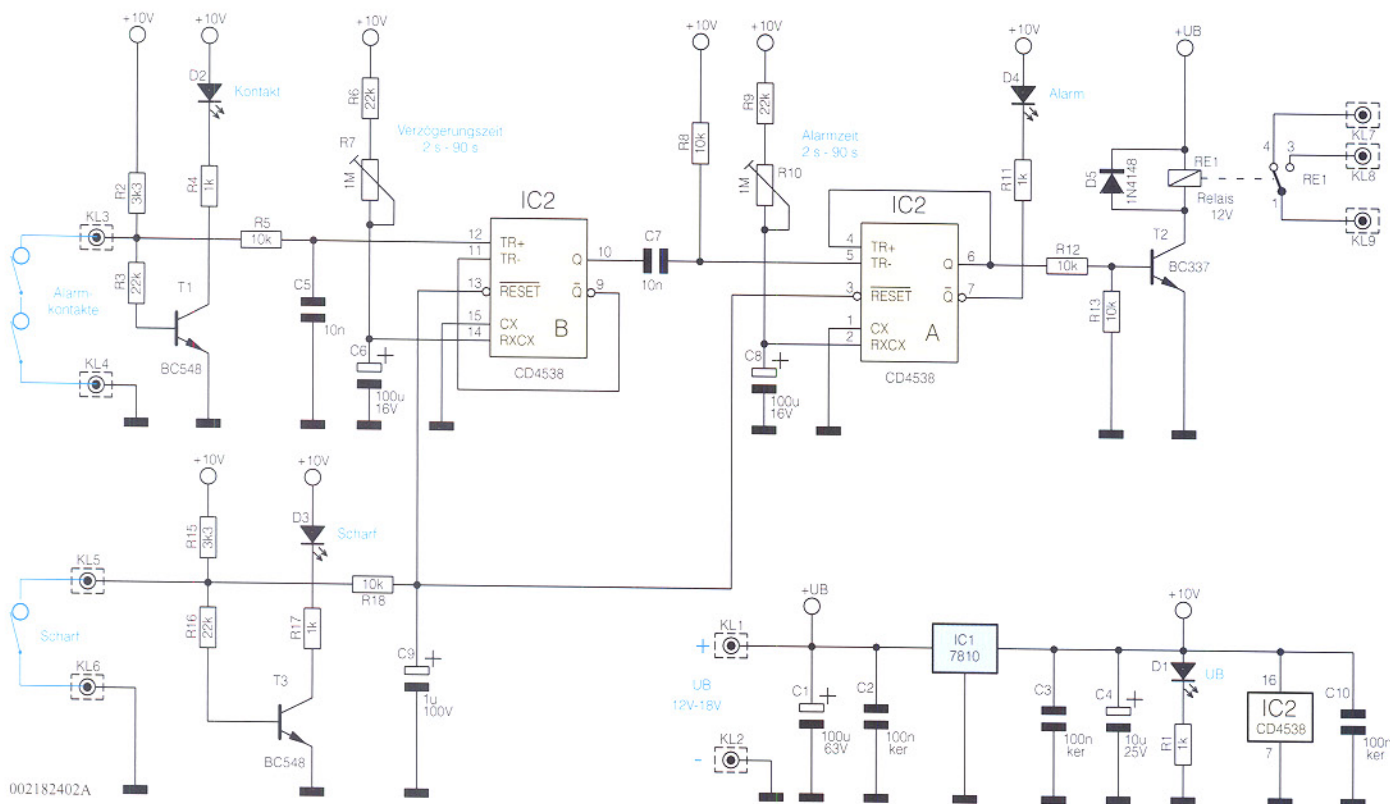 +10V +10V +10V +10V +10V +10V +UB
D2 Kontakt
R6 22k
R9 22k
D4 Alarm
KL7
R7 1M
Verzögerungszeit
2 s - 90 s
R8 10k
Alarmzeit
2 s - 90 s
R10 1M
R11 1k
D5 1N4148
RE1
Relais
12V
4 3
RE1
1
KL8
KL9
R2 3k3
R4 1k
KL3
R5 10k
IC2
12 TR+
11 TR-
13 RESET
15 CX
14 RXCX
Q 10
Q 9
B
CD4538
C7
10n
IC2
4 TR+
5 TR-
3 RESET
1 CX
2 RXCX
Q 6
Q̅ 7
A
CD4538
R12
10k
T2
BC337
R13 10k
R3 22k
Alarm-
kontakte
T1
BC548
C5
10n
C6 +
100u
16V
C8 +
100u
16V
KL4
+10V +10V
R15 3k3
D3 Scharf
KL5
10k
R18
R16 22k
R17 1k
Scharf
KL6
T3
BC548
C9 +
1u
100V
+UB
+10V
KL1
+
UB
12V-18V
-
KL2
C1 +
100u
63V
C2
100n
ker
IC1
7810
C3
100n
ker
C4 +
10u
25V
D1 UB
R1 1k
16
IC2
CD4538
7
C10
100n
ker
002182402A